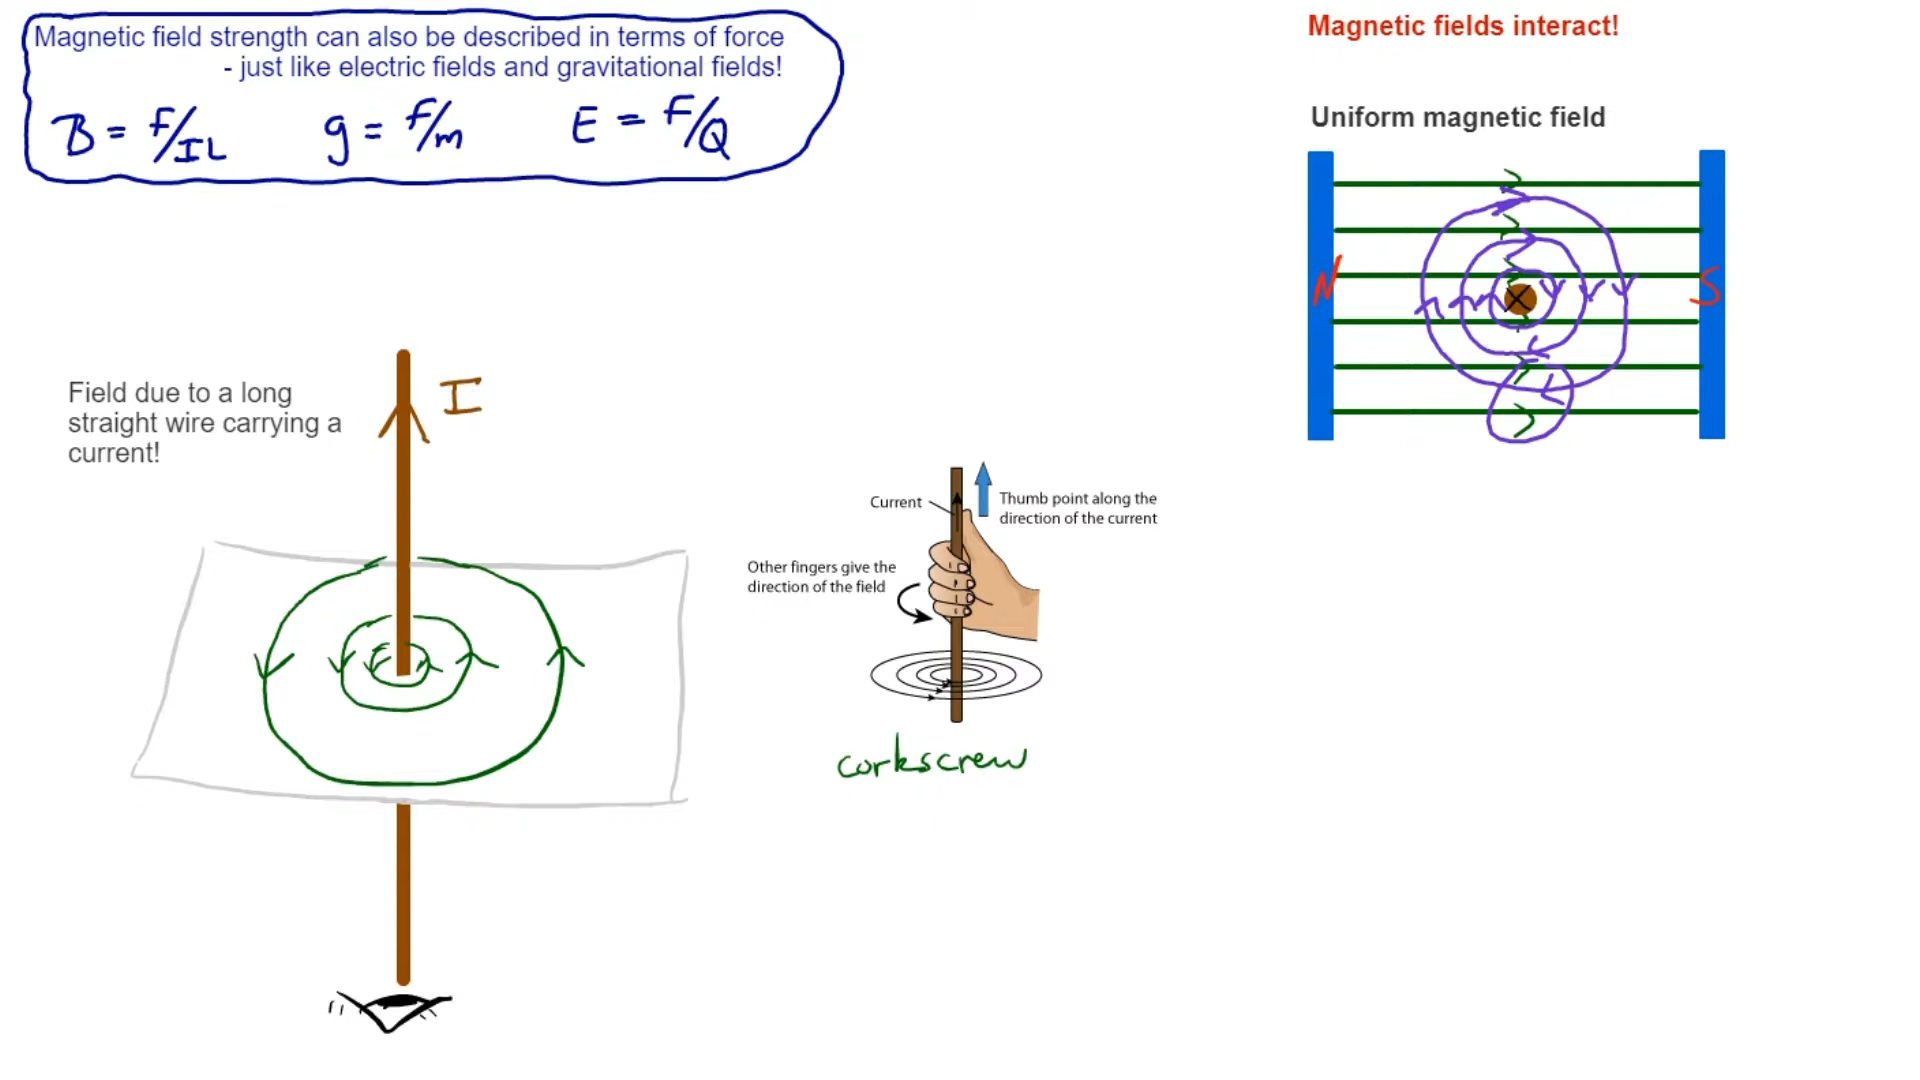 Magnetic field strength can also be described in terms of force
- just like electric fields and gravitational fields!
B = F/IL g = F/m E = F/Q
Magnetic fields interact!
Uniform magnetic field
N S
Field due to a long
straight wire carrying a
current!
I
Current
Thumb point along the
direction of the current
Other fingers give the
direction of the field
corkscrew